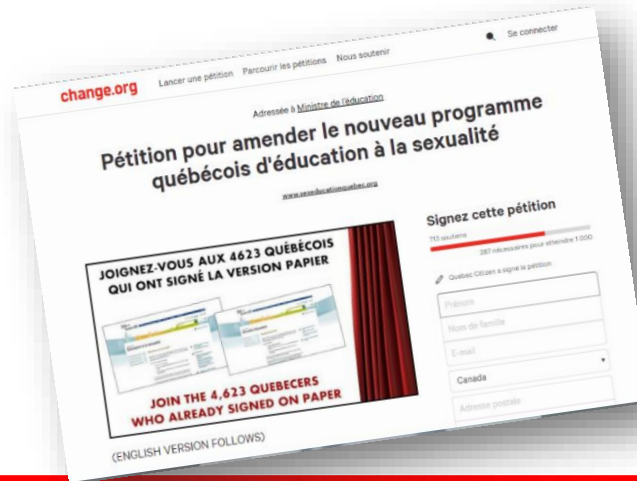 change.org
Lancer une pétition Parcourir les pétitions Nous soutenir
Se connecter
Adressée à Ministre de l'éducation
Pétition pour amender le nouveau programme
québécois d'éducation à la sexualité
www.sexeducationquebec.org
JOIGNEZ-VOUS AUX 4623 QUÉBÉCOIS
QUI ONT SIGNÉ LA VERSION PAPIER
JOIN THE 4,623 QUEBECERS
WHO ALREADY SIGNED ON PAPER
(ENGLISH VERSION FOLLOWS)
Signez cette pétition
713 soutiens
287 nécessaires pour atteindre 1 000
Quebec Citizen a signé la pétition
Prénom
Nom de famille
E-mail
Canada
Adresse postale